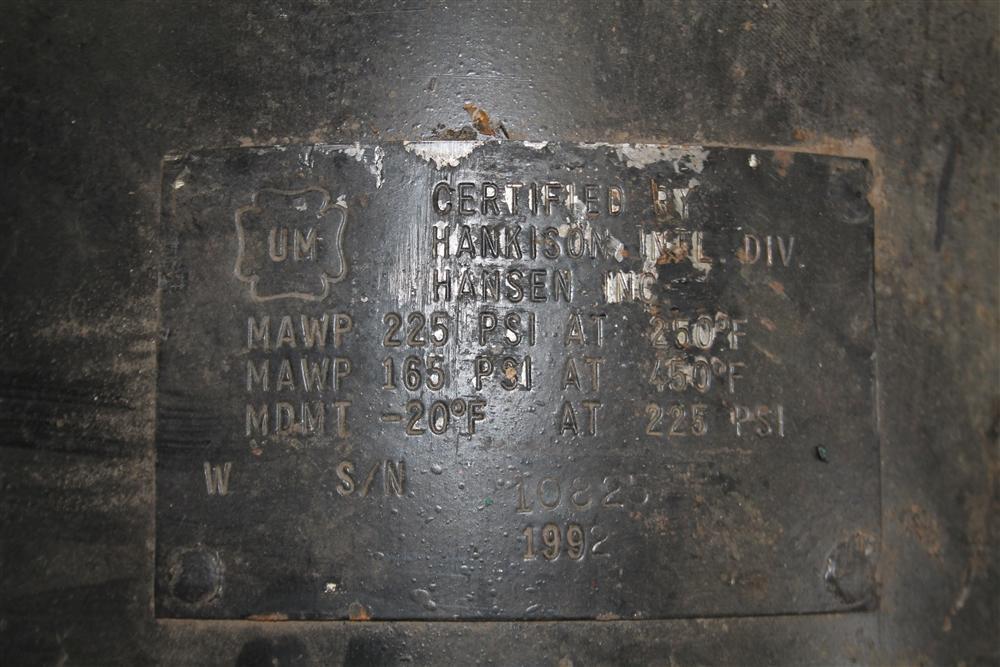 UM
CERTIFIED BY
HANKISON INTL DIV.
HANSEN INC
MAWP 225 PSI AT 250°F
MAWP 165 PSI AT 450°F
MDMT -20°F AT 225 PSI
W S/N 10825
1992